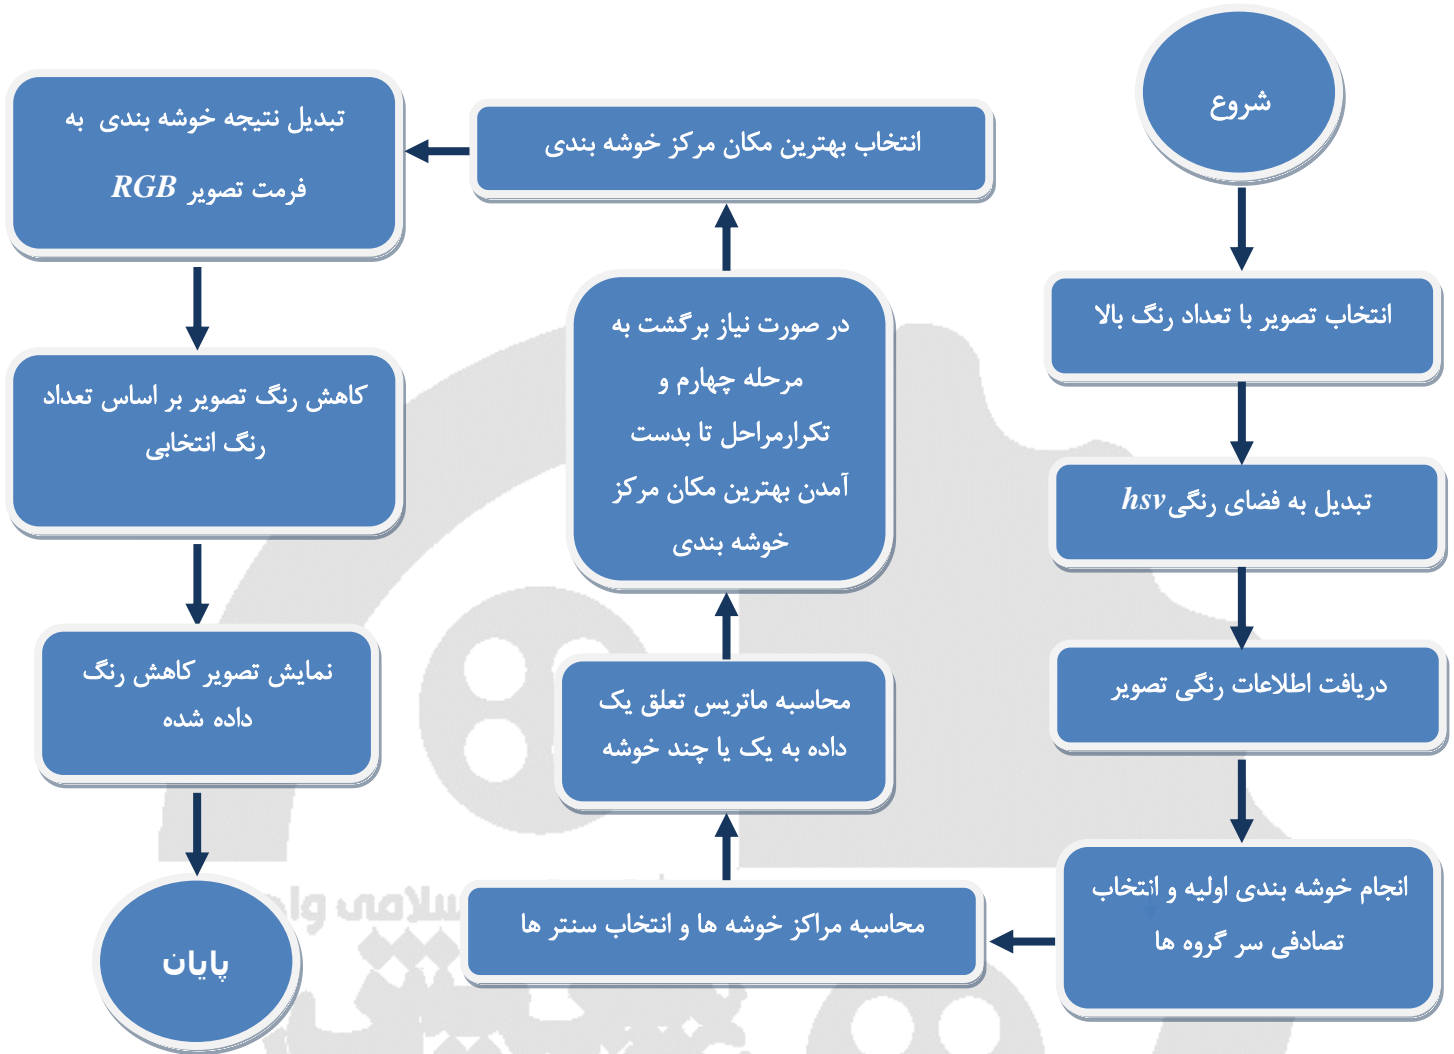 شروع
انتخاب تصویر با تعداد رنگ بالا
تبدیل به فضای رنگی hsv
دریافت اطلاعات رنگی تصویر
انجام خوشه بندی اولیه و انتخاب
تصادفی سر گروه ها
محاسبه مراکز خوشه ها و انتخاب سنتر ها
محاسبه ماتریس تعلق یک
داده به یک یا چند خوشه
در صورت نیاز برگشت به
مرحله چهارم و
تکرارمراحل تا بدست
آمدن بهترین مکان مرکز
خوشه بندی
انتخاب بهترین مکان مرکز خوشه بندی
تبدیل نتیجه خوشه بندی به
فرمت تصویر RGB
کاهش رنگ تصویر بر اساس تعداد
رنگ انتخابی
نمایش تصویر کاهش رنگ
داده شده
پایان